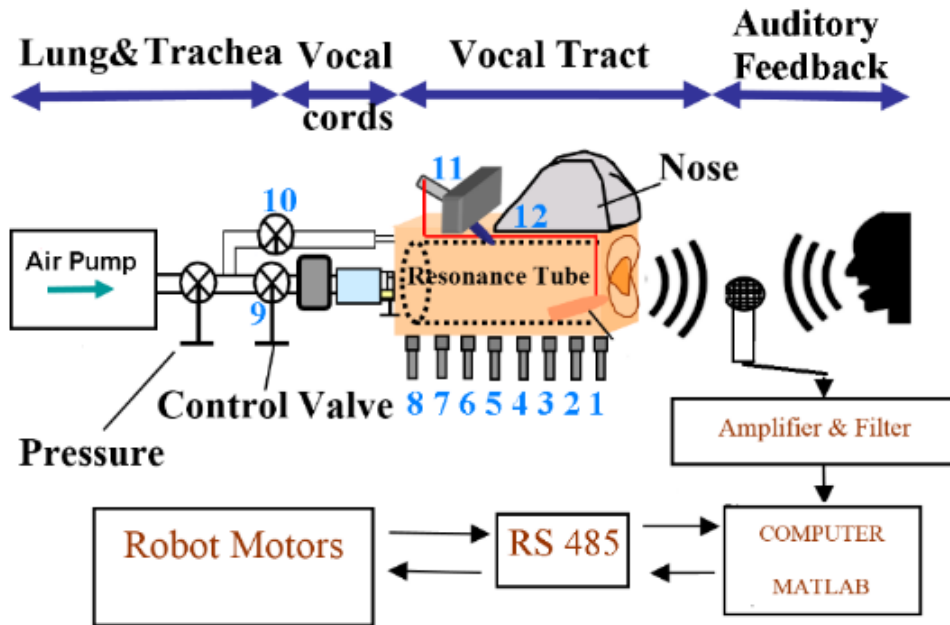 Lung& Trachea
Vocal
cords
Vocal Tract
Auditory
Feedback
11
Nose
10
12
Air Pump
Resonance Tube
9
Control Valve
8 7 6 5 4 3 2 1
Pressure
Amplifier & Filter
Robot Motors
RS 485
COMPUTER
MATLAB